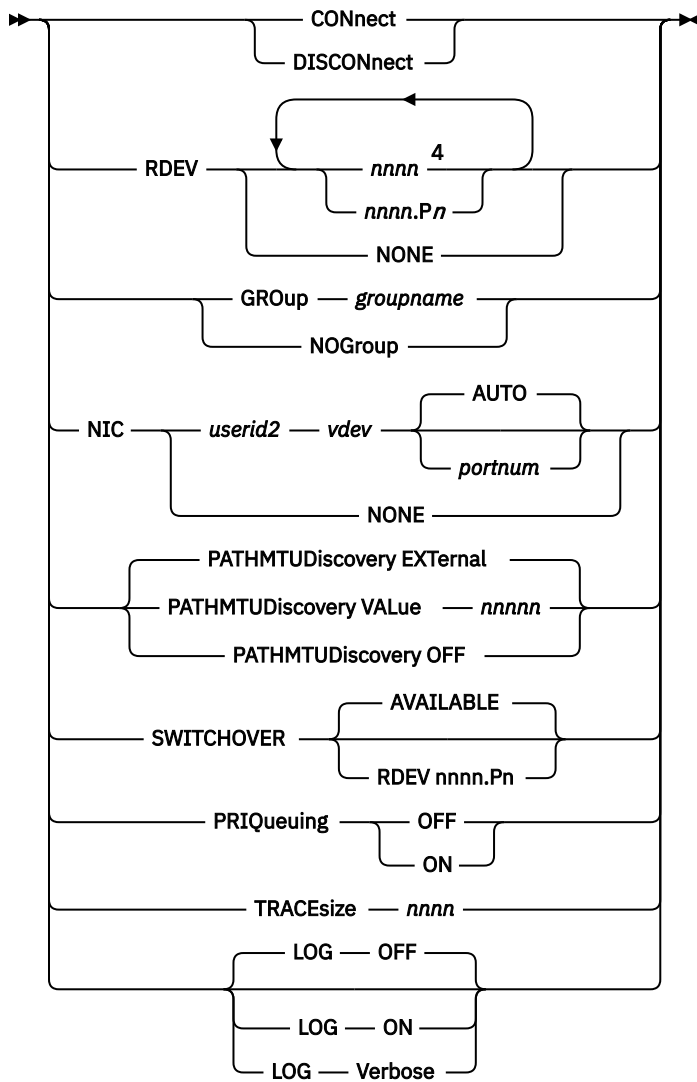 CONnect
DISCONnect
RDEV nnnn 4
nnnn.Pn
NONE
GROup groupname
NOGroup
AUTO
NIC userid2 vdev
portnum
NONE
PATHMTUDiscovery EXTernal
PATHMTUDiscovery VALue nnnnn
PATHMTUDiscovery OFF
AVAILABLE
SWITCHOVER
RDEV nnnn.Pn
PRIQueuing OFF
ON
TRACEsize nnnn
LOG OFF
LOG ON
LOG Verbose